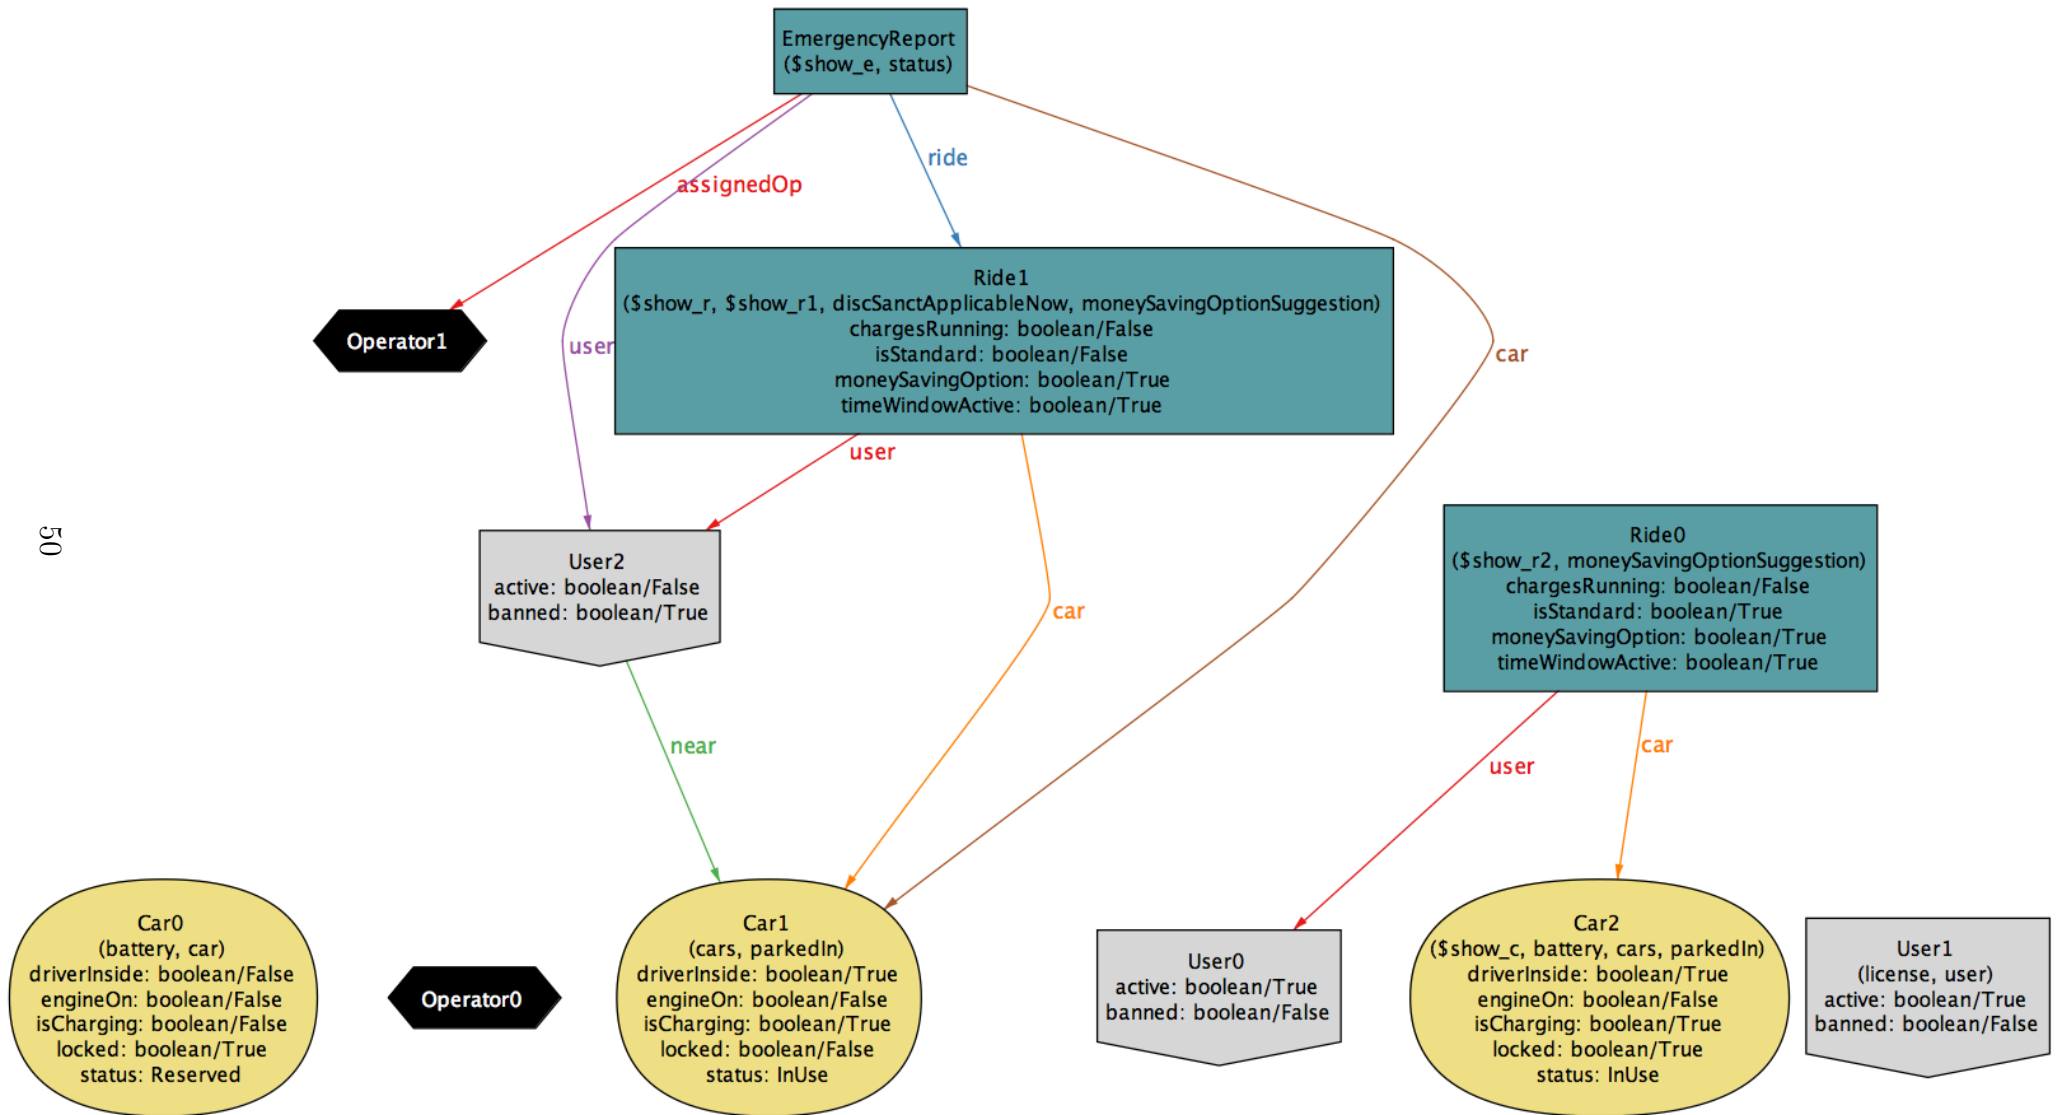 EmergencyReport
($show_e, status)
ride
assignedOp
Ride1
($show_r, $show_r1, discSanctApplicableNow, moneySavingOptionSuggestion)
chargesRunning: boolean/False
isStandard: boolean/False
moneySavingOption: boolean/True
timeWindowActive: boolean/True
Operator1
user
car
user
50
User2
active: boolean/False
banned: boolean/True
car
Ride0
($show_r2, moneySavingOptionSuggestion)
chargesRunning: boolean/False
isStandard: boolean/True
moneySavingOption: boolean/True
timeWindowActive: boolean/True
near
car
user
Car0
(battery, car)
driverInside: boolean/False
engineOn: boolean/False
isCharging: boolean/False
locked: boolean/True
status: Reserved
Operator0
Car1
(cars, parkedIn)
driverInside: boolean/True
engineOn: boolean/False
isCharging: boolean/True
locked: boolean/False
status: InUse
User0
active: boolean/True
banned: boolean/False
Car2
($show_c, battery, cars, parkedIn)
driverInside: boolean/True
engineOn: boolean/False
isCharging: boolean/True
locked: boolean/True
status: InUse
User1
(license, user)
active: boolean/True
banned: boolean/False